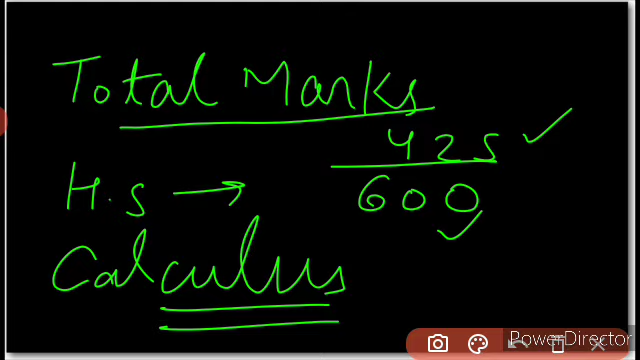 Total Marks
425
H.S → 600
Calculus
PowerDirector